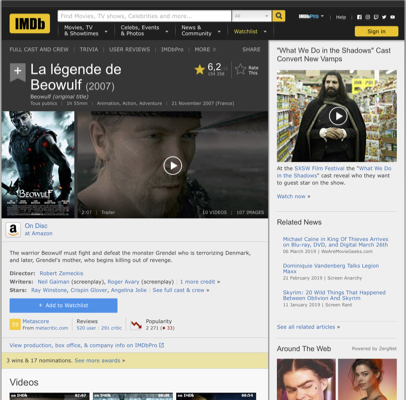 IMDb
Find Movies, TV shows, Celebrities and more...
All
IMDbPro
Help
Movies, TV
& Showtimes
Celebs, Events
& Photos
News &
Community
Watchlist
Sign in
FULL CAST AND CREW | TRIVIA | USER REVIEWS | IMDbPro | MORE
SHARE
La légende de
Beowulf (2007)
6,2
Rate
This
Beowulf (original title)
Tous publics | 1h 55min | Animation, Action, Adventure | 21 November 2007 (France)
BEOWULF
2:07 | Trailer
10 VIDEOS | 107 IMAGES
On Disc
at Amazon
The warrior Beowulf must fight and defeat the monster Grendel who is terrorizing Denmark,
and later, Grendel's mother, who begins killing out of revenge.
Director: Robert Zemeckis
Writers: Neil Gaiman (screenplay), Roger Avary (screenplay) | 1 more credit »
Stars: Ray Winstone, Crispin Glover, Angelina Jolie | See full cast & crew »
+ Add to Watchlist
Metascore
From metacritic.com
Reviews
520 user | 291 critic
Popularity
2 271 ( 33)
View production, box office, & company info on IMDbPro
3 wins & 17 nominations. See more awards »
Videos
"What We Do in the Shadows" Cast
Convert New Vamps
At the SXSW Film Festival the "What We
Do in the Shadows" cast reveal who they want
to guest star on the show.
Watch now »
Related News
Michael Caine in King Of Thieves Arrives
on Blu-ray, DVD, and Digital March 26th
06 March 2019 | WeAreMovieGeeks.com
Dominique Vandenberg Talks Legion
Maxx
21 February 2019 | Screen Anarchy
Skyrim: 20 Wild Things That Happened
Between Oblivion And Skyrim
11 January 2019 | Screen Rant
See all related articles »
Around The Web
Powered by ZergNet